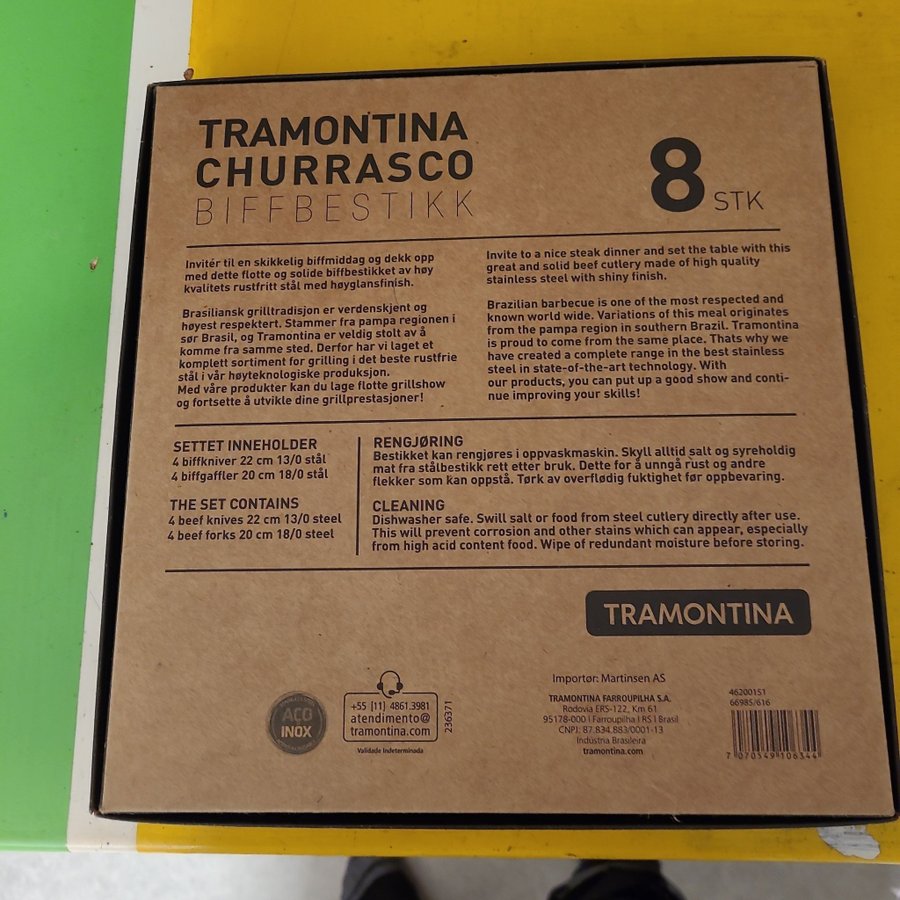 TRAMONTINA
CHURRASCO
BIFFBESTIKK
8 STK
Invitér til en skikkelig biffmiddag og dekk opp
med dette flotte og solide biffbestikket av høy
kvalitets rustfritt stål med høyglansfinish.
Brasiliansk grilltradisjon er verdenskjent og
høyest respektert. Stammer fra pampa regionen i
sør Brasil, og Tramontina er veldig stolt av å
komme fra samme sted. Derfor har vi laget et
komplett sortiment for grilling i det beste rustfrie
stål i vår høyteknologiske produksjon.
Med våre produkter kan du lage flotte grillshow
og fortsette å utvikle dine grillprestasjoner!
Invite to a nice steak dinner and set the table with this
great and solid beef cutlery made of high quality
stainless steel with shiny finish.
Brazilian barbecue is one of the most respected and
known world wide. Variations of this meal originates
from the pampa region in southern Brazil. Tramontina
is proud to come from the same place. Thats why we
have created a complete range in the best stainless
steel in state-of-the-art technology. With
our products, you can put up a good show and conti-
nue improving your skills!
SETTET INNEHOLDER
4 biffkniver 22 cm 13/0 stål
4 biffgaffler 20 cm 18/0 stål
THE SET CONTAINS
4 beef knives 22 cm 13/0 steel
4 beef forks 20 cm 18/0 steel
RENGJØRING
Bestikket kan rengjøres i oppvaskmaskin. Skyll alltid salt og syreholdig
mat fra stålbestikk rett etter bruk. Dette for å unngå rust og andre
flekker som kan oppstå. Tørk av overflødig fuktighet før oppbevaring.
CLEANING
Dishwasher safe. Swill salt or food from steel cutlery directly after use.
This will prevent corrosion and other stains which can appear, especially
from high acid content food. Wipe of redundant moisture before storing.
TRAMONTINA
AÇO
INOX
+55 [11] 4861.3981
atendimento@
tramontina.com
Validade Indeterminada
236371
Importør: Martinsen AS
TRAMONTINA FARROUPILHA S.A.
Rodovia ERS-122, Km 61
95178-000 | Farroupilha | RS | Brasil
CNPJ: 87.834.883/0001-13
Indústria Brasileira
tramontina.com
46200151
66985/616
7 070549 106344